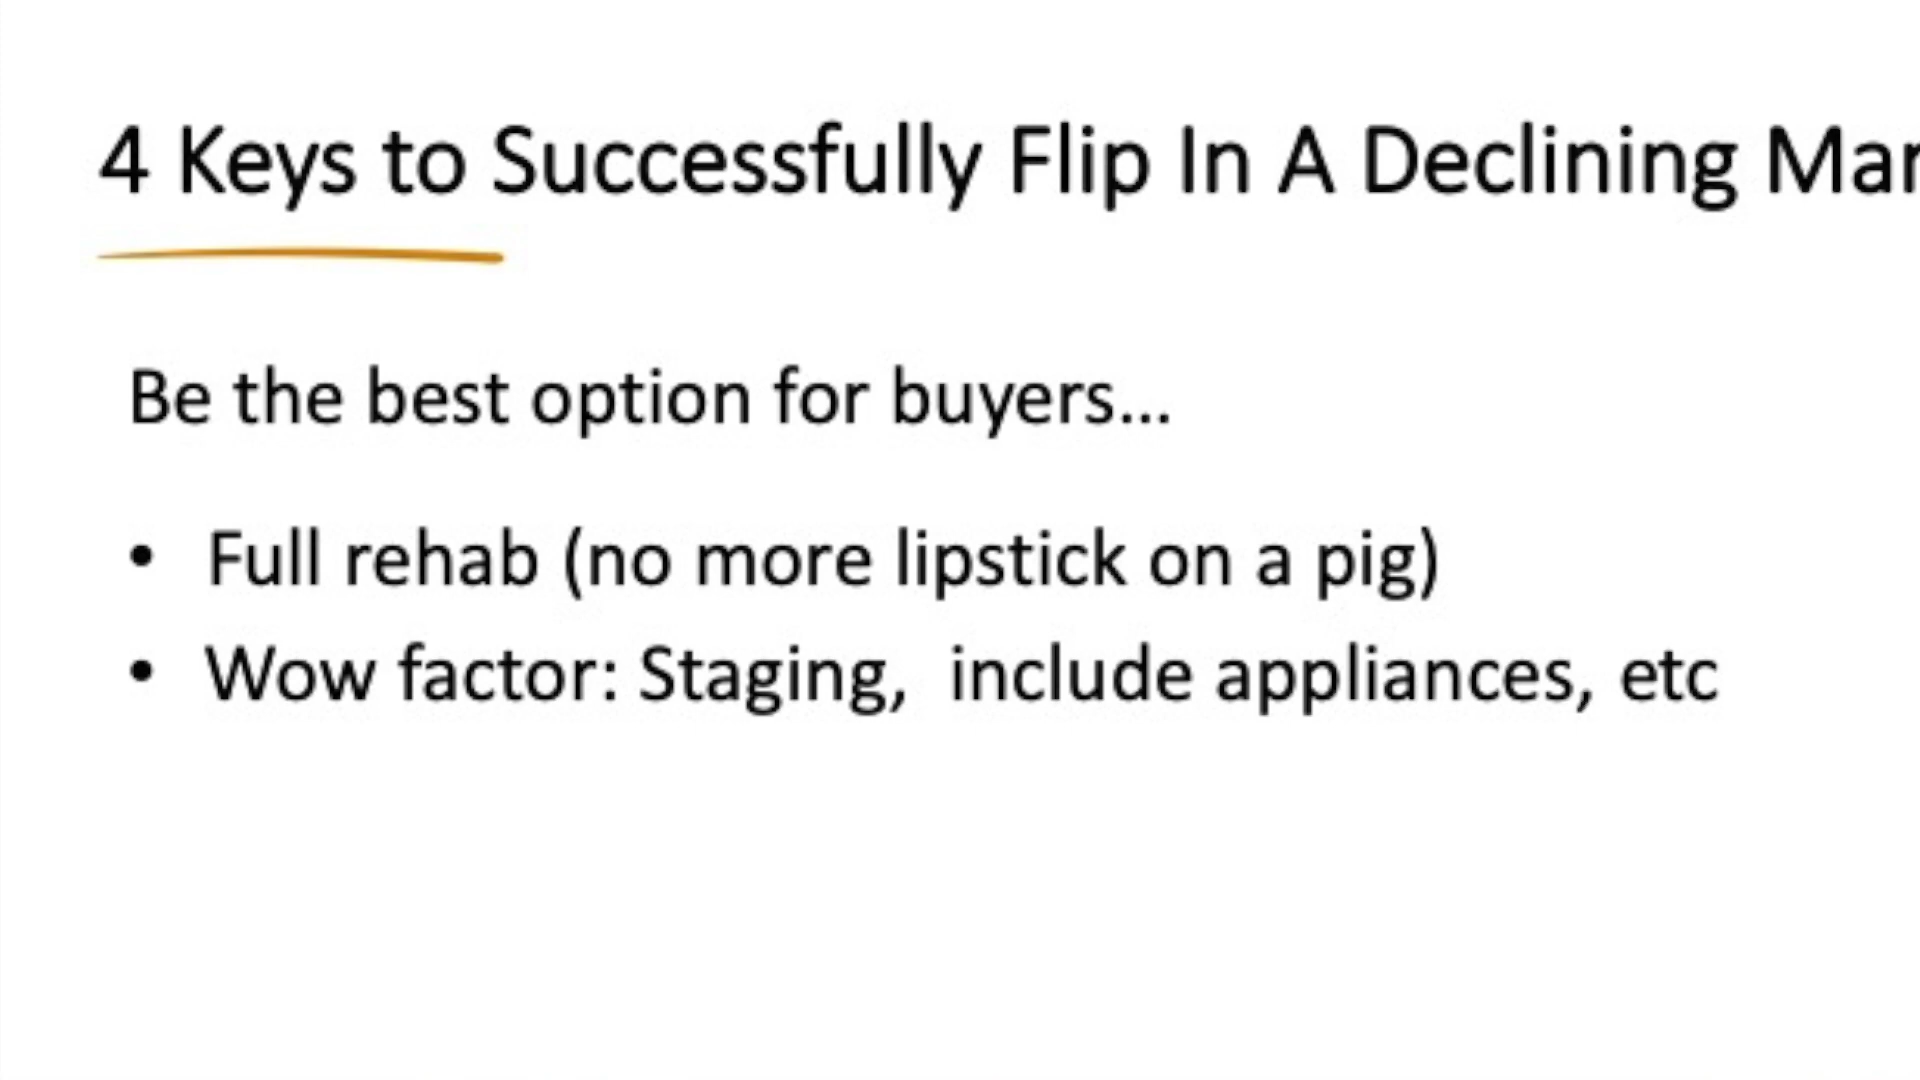 4 Keys to Successfully Flip In A Declining
Be the best option for buyers...
• Full rehab (no more lipstick on a pig)
• Wow factor: Staging,  include appliances, etc